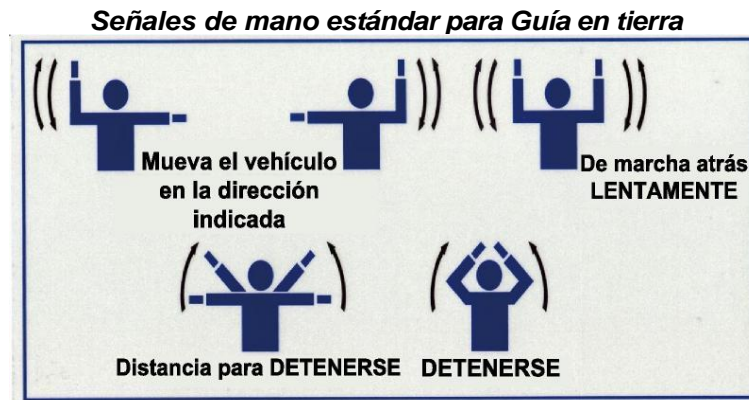 Señales de mano estándar para Guía en tierra
Mueva el vehículo
en la dirección
indicada
De marcha atrás
LENTAMENTE
Distancia para DETENERSE
DETENERSE